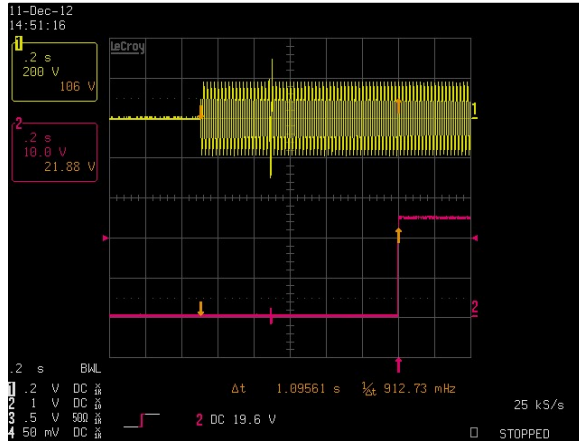 11-Dec-12
14:51:16
LeCroy
1
.2 s
200 V
106 V
2
.2 s
10.0 V
21.88 V
1
2
.2 s BWL
1 .2 V DC
2 1 V DC
3 .5 V 50Ω
4 50 mV DC
Δt 1.09561 s 1/Δt 912.73 mHz
2 DC 19.6 V
25 kS/s
STOPPED